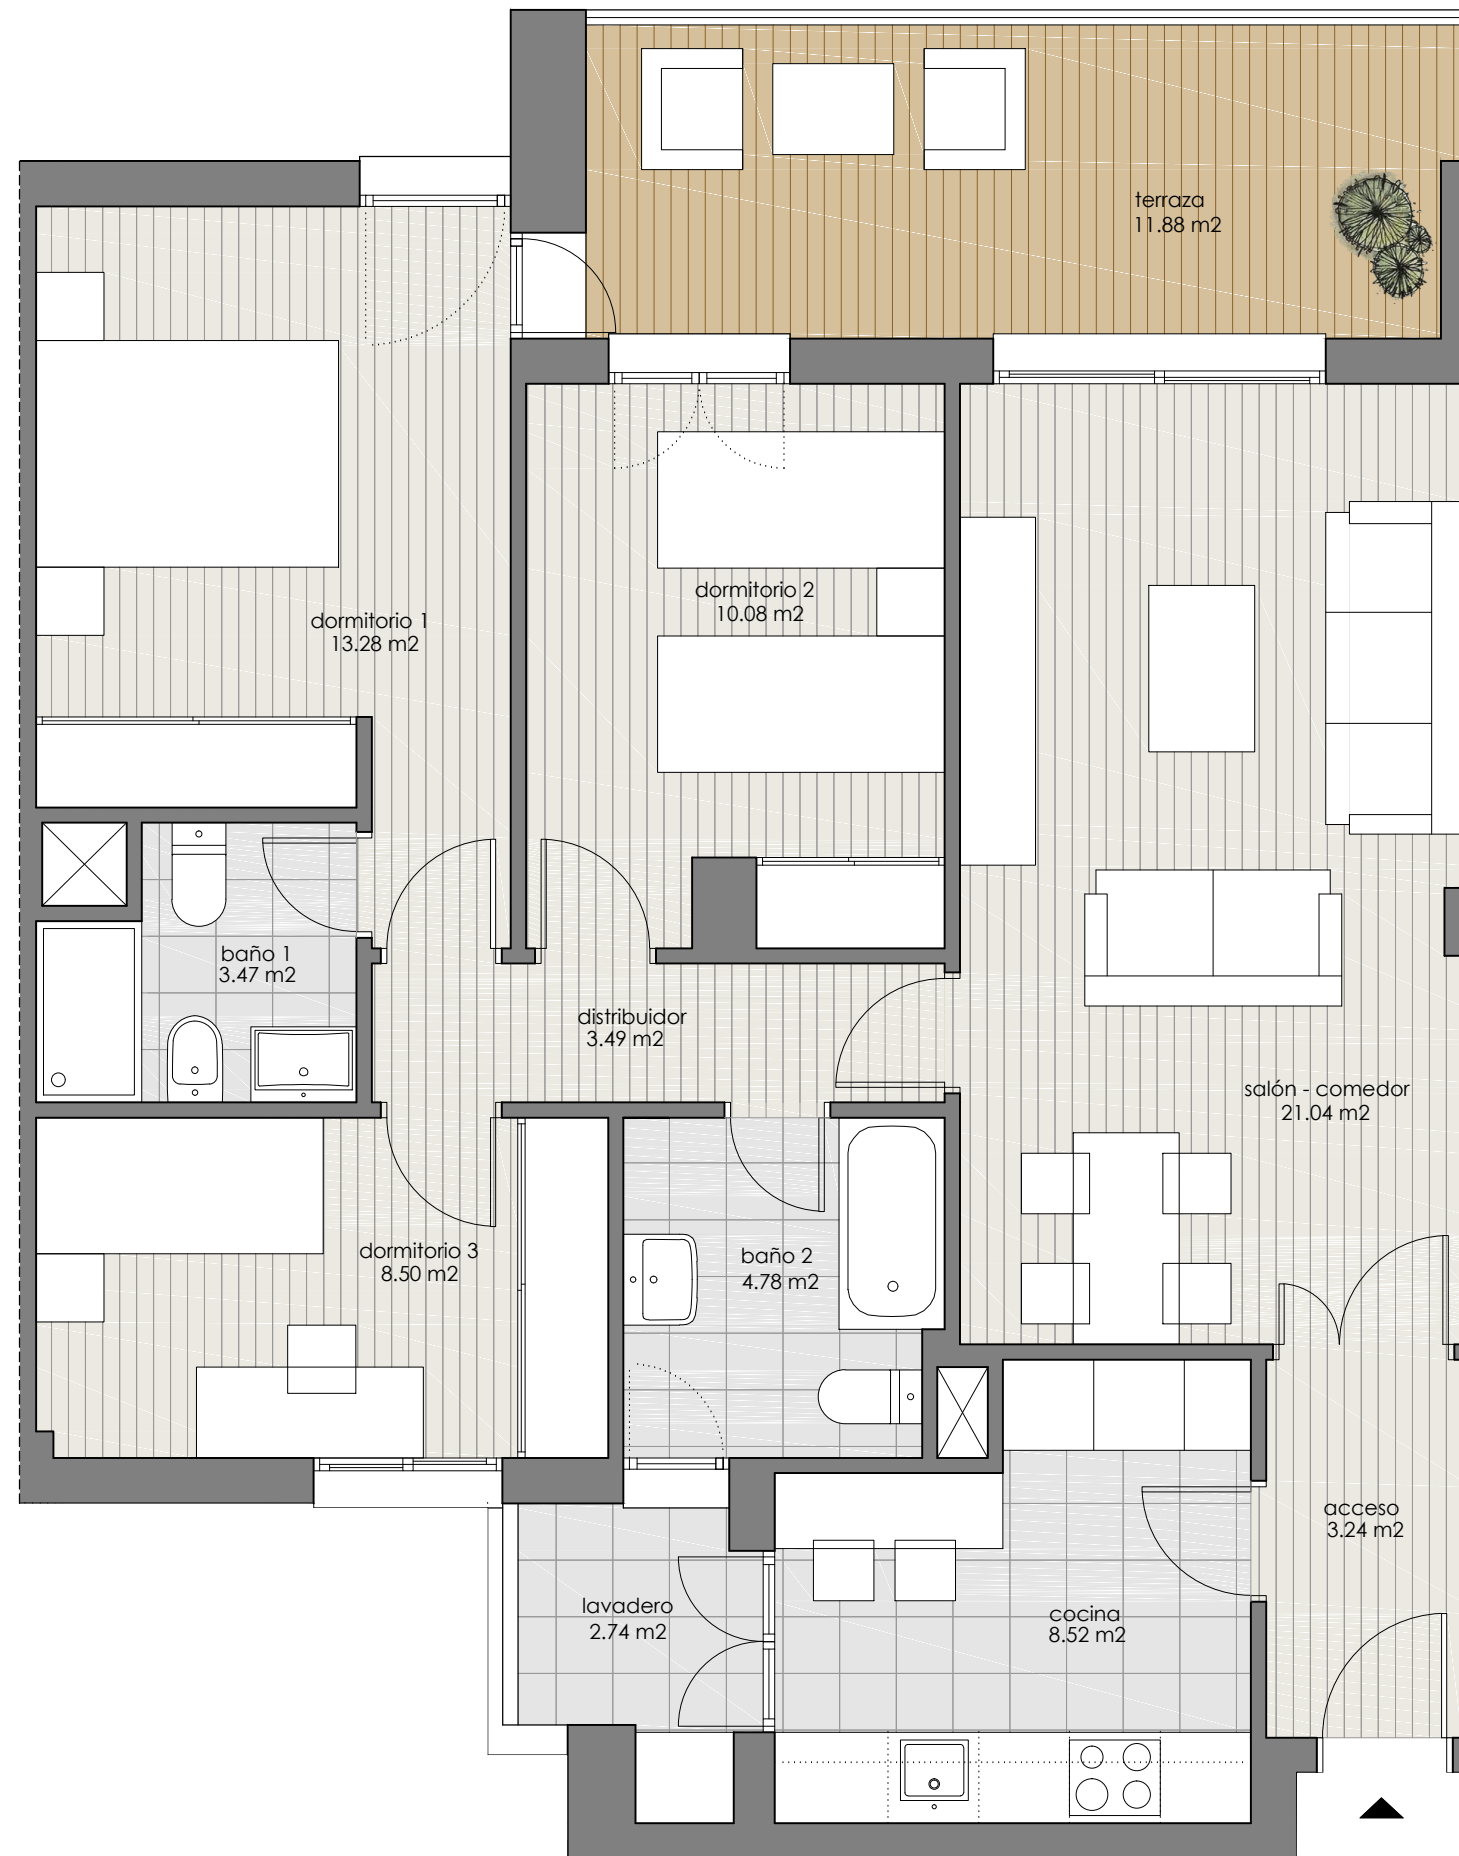 terraza
11.88 m2
dormitorio 1
13.28 m2
dormitorio 2
10.08 m2
baño 1
3.47 m2
distribuidor
3.49 m2
salón - comedor
21.04 m2
dormitorio 3
8.50 m2
baño 2
4.78 m2
acceso
3.24 m2
lavadero
2.74 m2
cocina
8.52 m2